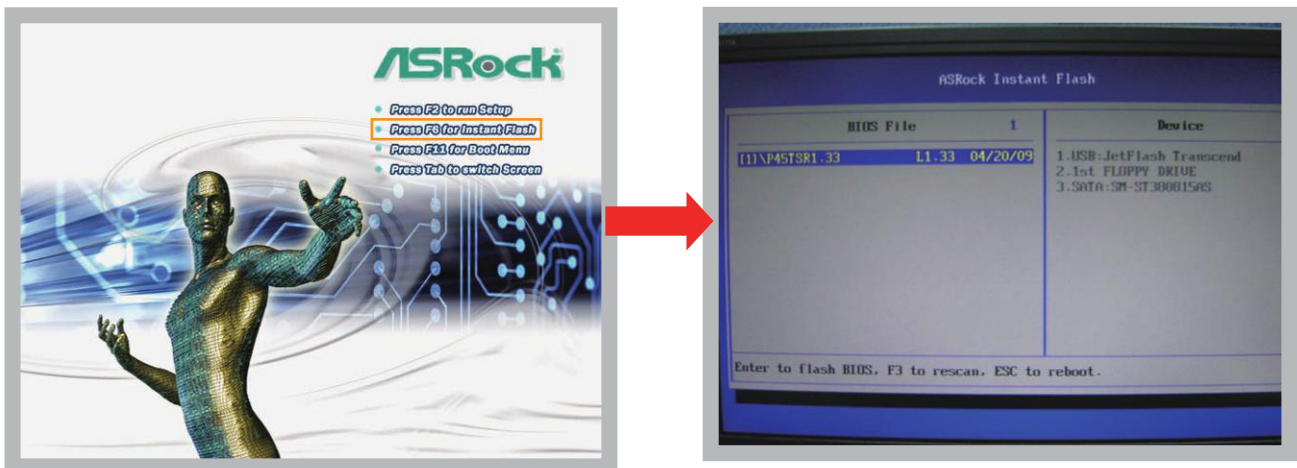 ASRock
Press F2 to run Setup
Press F6 for Instant Flash
Press F11 for Boot Menu
Press Tab to switch Screen
ASRock Instant Flash
BIOS File 1
[1]\P45TSR1.33 L1.33 04/20/09
Device
1.USB:JetFlash Transcend
2.1st FLOPPY DRIVE
3.SATA:SM-ST380815AS
Enter to flash BIOS, F3 to rescan, ESC to reboot.